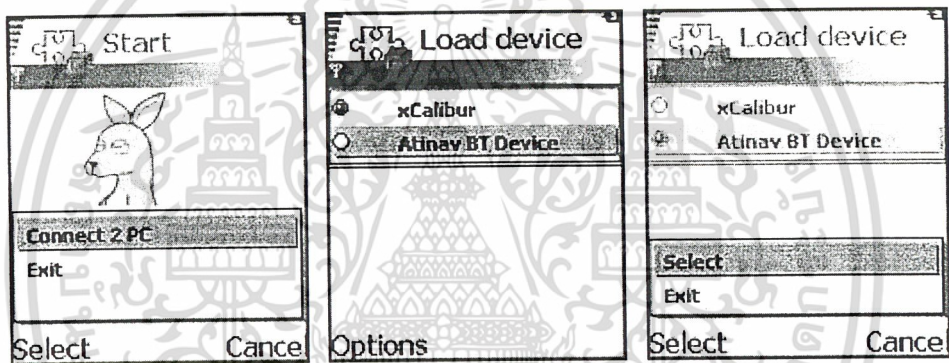 Start
Connect 2 PC
Exit
Select Cancel
Load device
xCalibur
Atinav BT Device
Options
Load device
xCalibur
Atinav BT Device
Select
Exit
Select Cancel